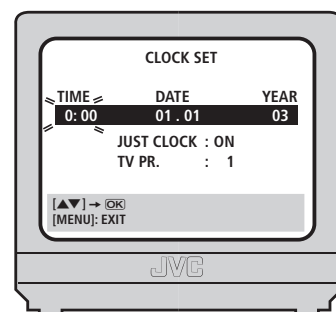 CLOCK SET
TIME DATE YEAR
0:00 01 . 01 03
JUST CLOCK : ON
TV PR. : 1
[▲▼] → OK
[MENU]: EXIT
JVC